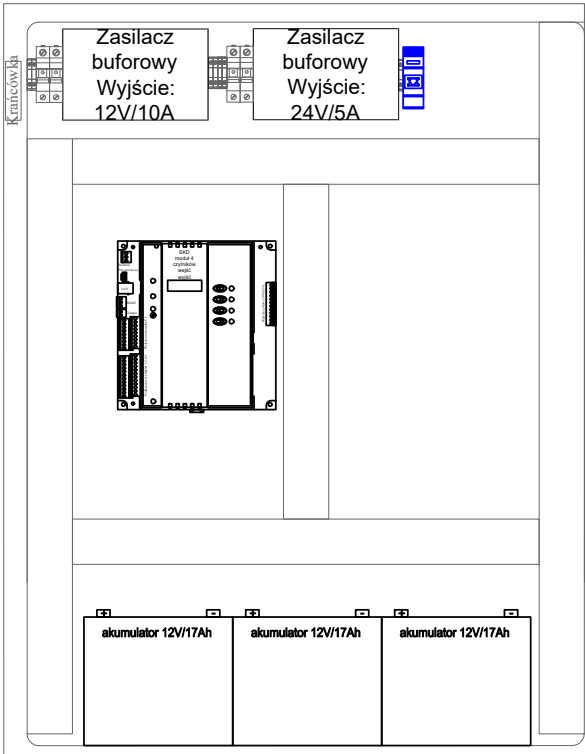 Krańcówka
Zasilacz
buforowy
Wyjście:
12V/10A
Zasilacz
buforowy
Wyjście:
24V/5A
SKD
moduł 4
czytników
wejść
wyjść
+ -
+ -
+ -
akumulator 12V/17Ah
akumulator 12V/17Ah
akumulator 12V/17Ah